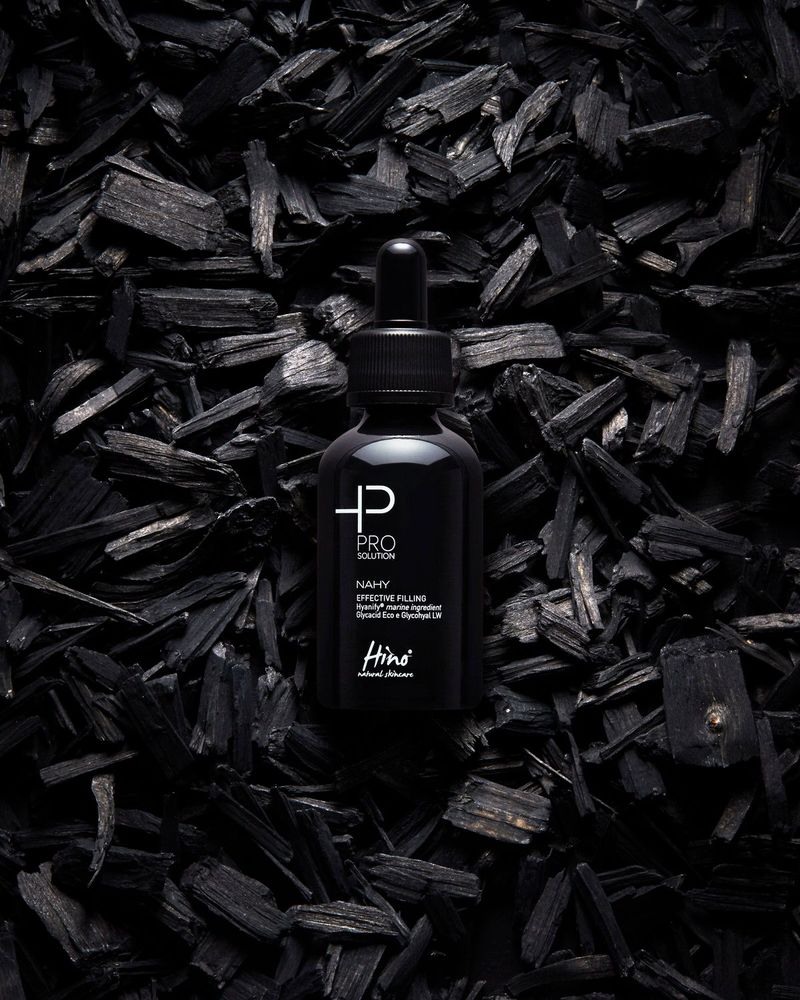 P
PRO
SOLUTION
NAHY
EFFECTIVE FILLING
Hyanify® marine ingredient
Glycacid Eco e Glycohyal LW
Hino°
natural skincare